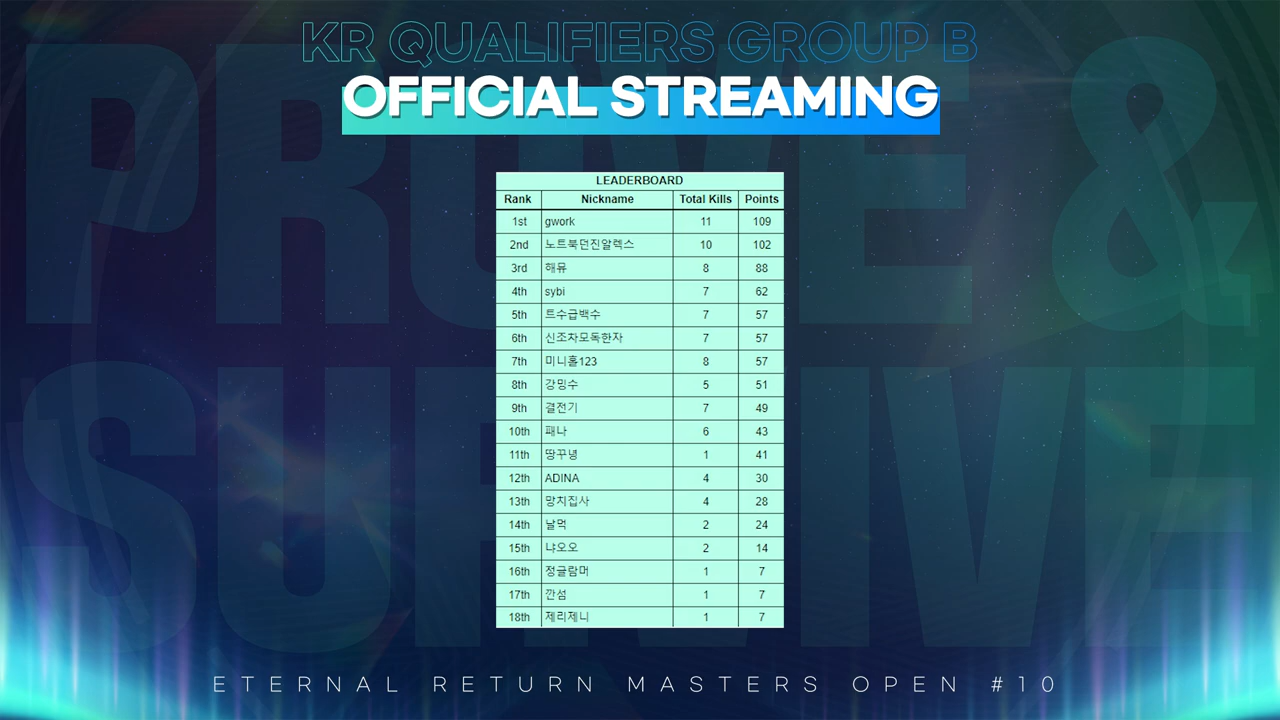 KR QUALIFIERS GROUP B
OFFICIAL STREAMING
PROVE &
SURVIVE
LEADERBOARD
Rank Nickname Total Kills Points
1st gwork 11 109
2nd 노트북던진알렉스 10 102
3rd 해뮤 8 88
4th sybi 7 62
5th 트수급백수 7 57
6th 신조차모독한자 7 57
7th 미니홀123 8 57
8th 강밍수 5 51
9th 결전기 7 49
10th 패나 6 43
11th 땅꾸녕 1 41
12th ADINA 4 30
13th 망치집사 4 28
14th 날먹 2 24
15th 냐오오 2 14
16th 정글람머 1 7
17th 깐섬 1 7
18th 제리제니 1 7
ETERNAL RETURN MASTERS OPEN #10